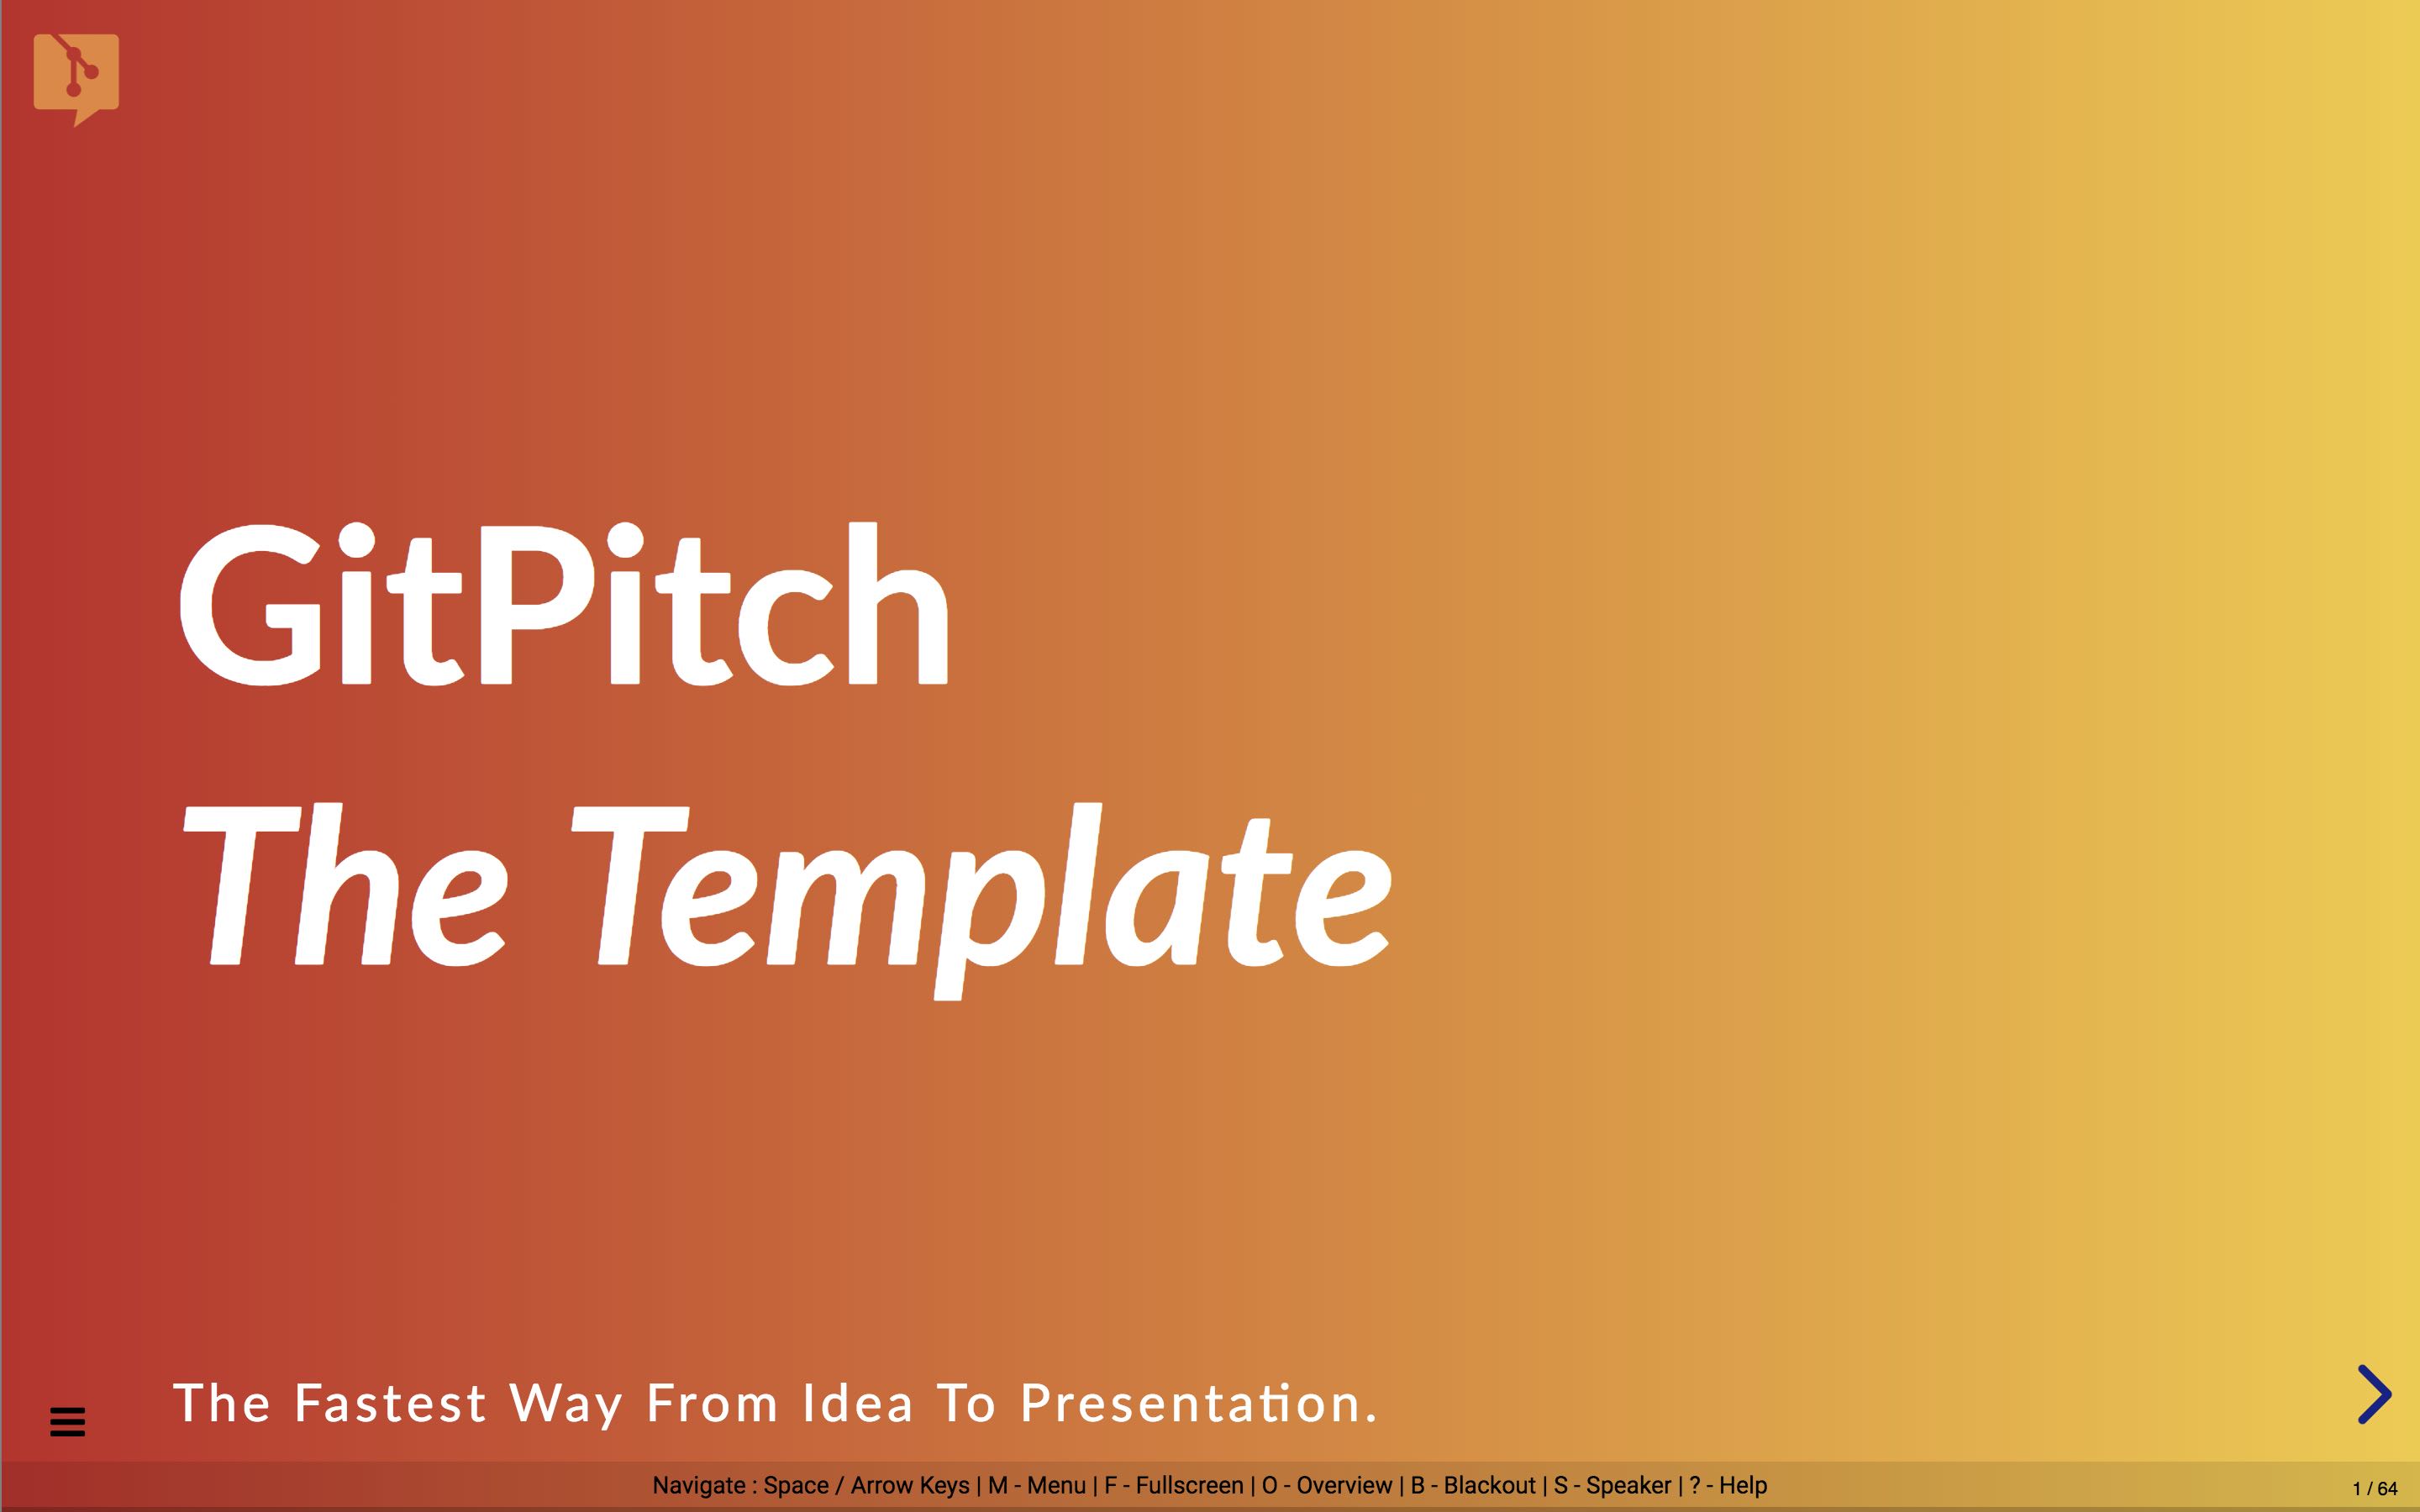 GitPitch
The Template
The Fastest Way From Idea To Presentation.
Navigate : Space / Arrow Keys | M - Menu | F - Fullscreen | O - Overview | B - Blackout | S - Speaker | ? - Help
1 / 64